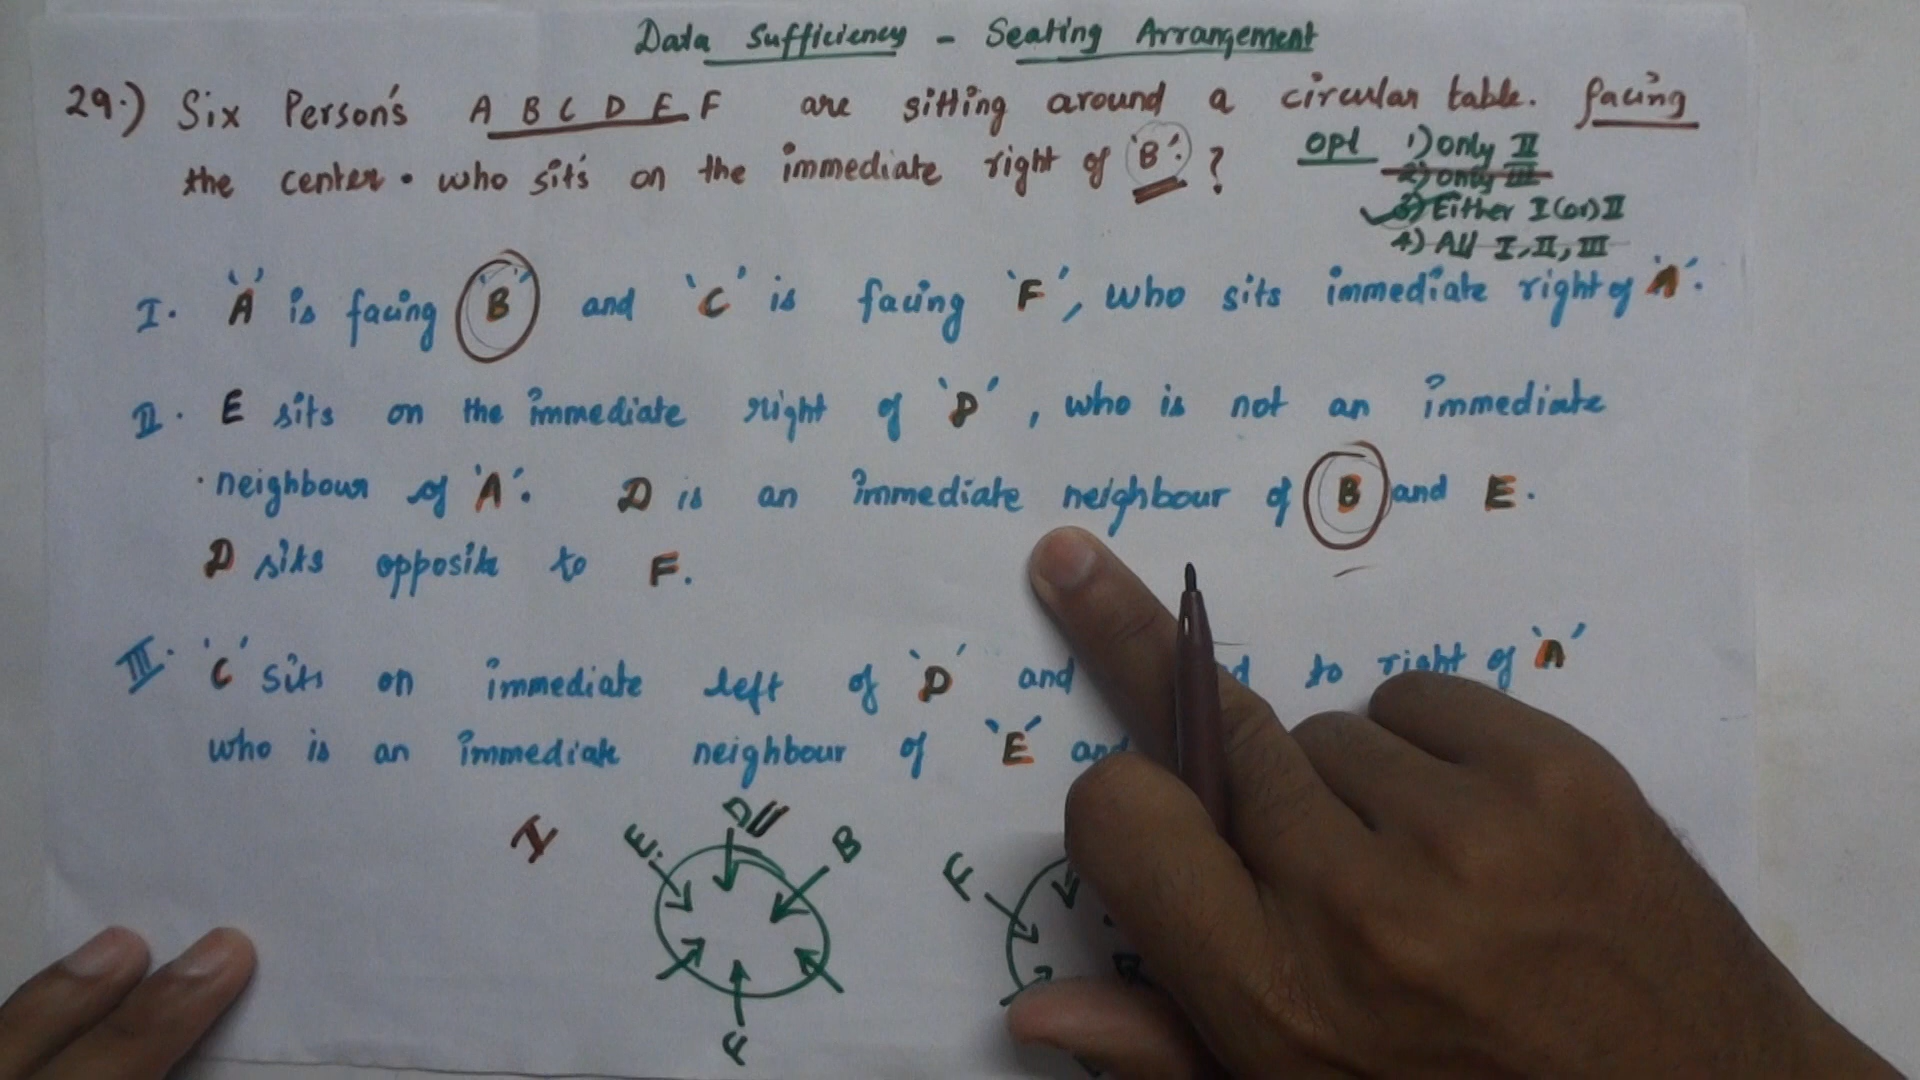 Data Sufficiency - Seating Arrangement
29.) Six Person's A B C D E F are sitting around a circular table. facing
the center. who sits on the immediate right of 'B'?
Opt 1) only II
2) only III
3) Either I (or) II
4) All I, II, III
I. 'A' is facing 'B' and 'C' is facing 'F', who sits immediate right of 'A'.
II. E sits on the immediate right of 'D', who is not an immediate
neighbour of 'A'. D is an immediate neighbour of B and E.
D sits opposite to F.
III. 'C' sits on immediate left of 'D' and to right of 'A'
who is an immediate neighbour of 'E' and
I
E D B
F
F